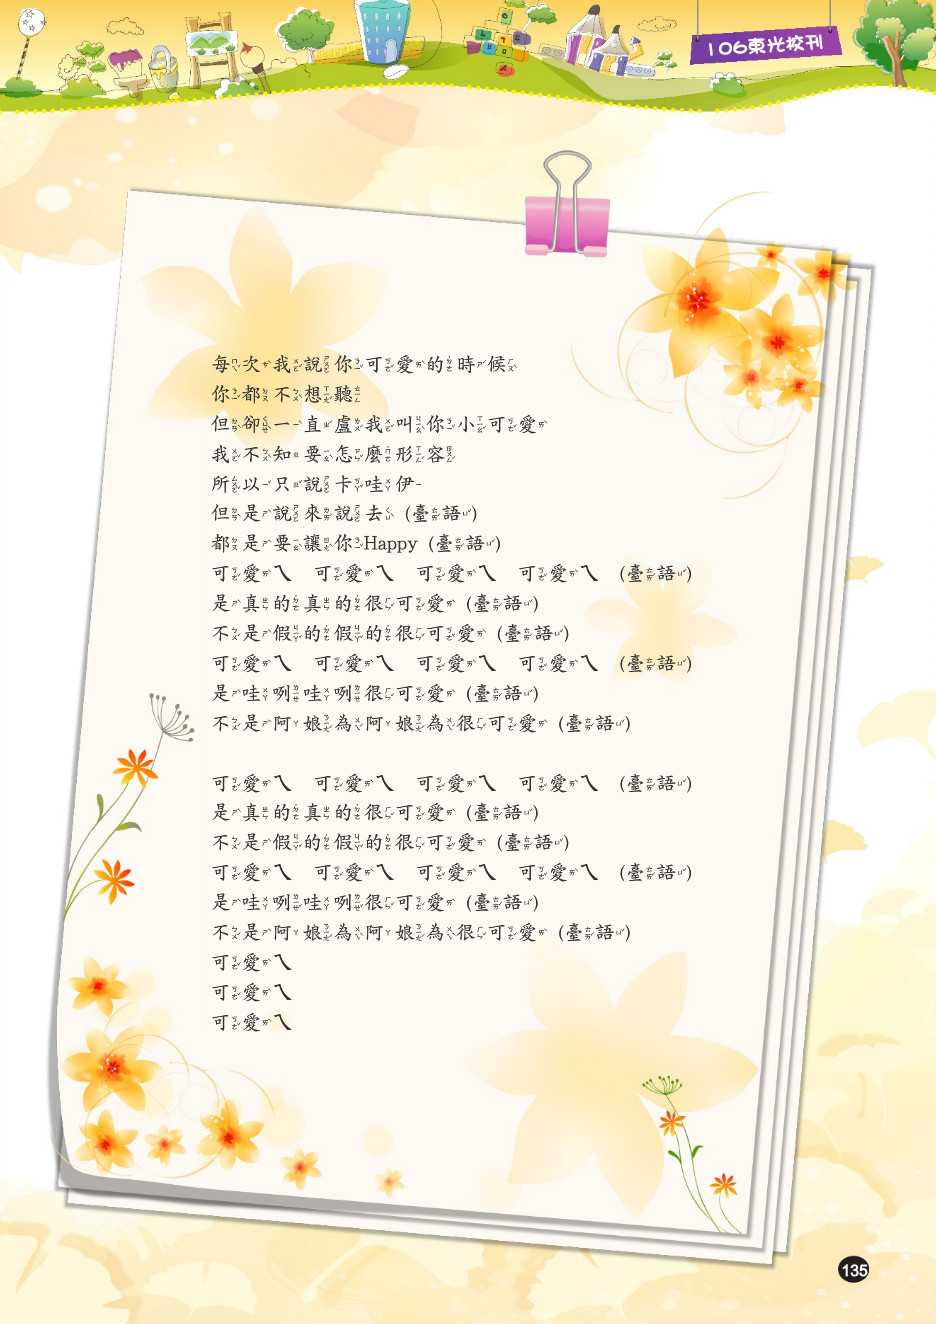 106東光校刊
每次我說你可愛的時候
你都不想聽
但卻一直盧我叫你小可愛
我不知要怎麼形容
所以只說卡哇伊
但是說來說去(臺語)
都是要讓你Happy (臺語)
可愛ㄟ 可愛ㄟ 可愛ㄟ 可愛ㄟ (臺語)
是真的真的很可愛(臺語)
不是假的假的很可愛(臺語)
可愛ㄟ 可愛ㄟ 可愛ㄟ 可愛ㄟ (臺語)
是哇咧哇咧很可愛(臺語)
不是阿娘為阿娘為很可愛(臺語)
可愛ㄟ 可愛ㄟ 可愛ㄟ 可愛ㄟ (臺語)
是真的真的很可愛(臺語)
不是假的假的很可愛(臺語)
可愛ㄟ 可愛ㄟ 可愛ㄟ 可愛ㄟ (臺語)
是哇咧哇咧很可愛(臺語)
不是阿娘為阿娘為很可愛(臺語)
可愛ㄟ
可愛ㄟ
可愛ㄟ
135